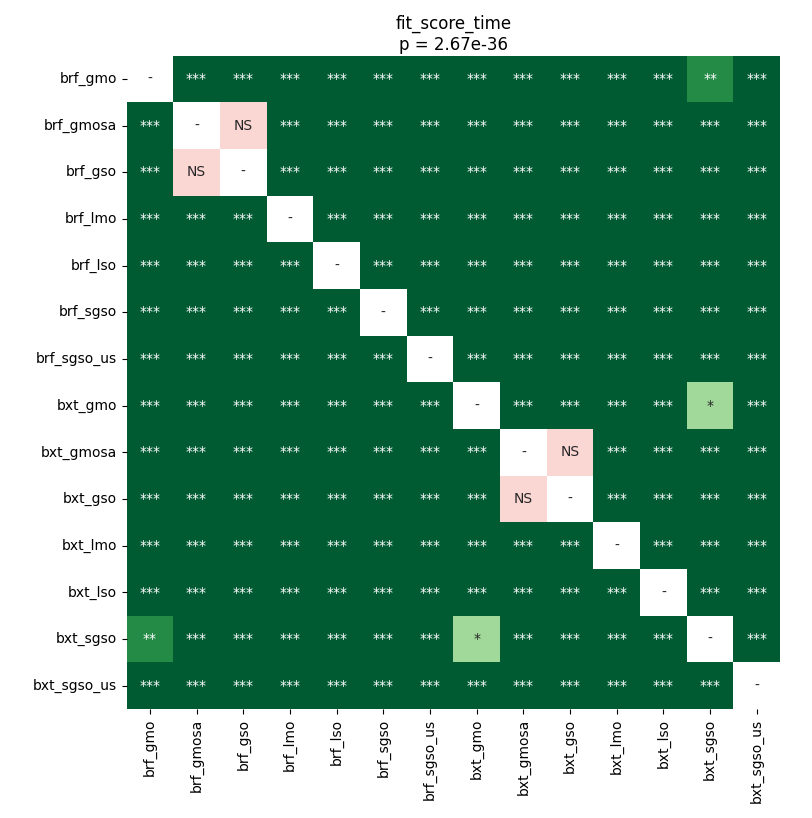 fit_score_time
p = 2.67e-36
brf_gmo - *** *** *** *** *** *** *** *** *** *** *** ** ***
brf_gmosa *** - NS *** *** *** *** *** *** *** *** *** *** ***
brf_gso *** NS - *** *** *** *** *** *** *** *** *** *** ***
brf_lmo *** *** *** - *** *** *** *** *** *** *** *** *** ***
brf_lso *** *** *** *** - *** *** *** *** *** *** *** *** ***
brf_sgso *** *** *** *** *** - *** *** *** *** *** *** *** ***
brf_sgso_us *** *** *** *** *** *** - *** *** *** *** *** *** ***
bxt_gmo *** *** *** *** *** *** *** - *** *** *** *** * ***
bxt_gmosa *** *** *** *** *** *** *** *** - NS *** *** *** ***
bxt_gso *** *** *** *** *** *** *** *** NS - *** *** *** ***
bxt_lmo *** *** *** *** *** *** *** *** *** *** - *** *** ***
bxt_lso *** *** *** *** *** *** *** *** *** *** *** - *** ***
bxt_sgso ** *** *** *** *** *** *** * *** *** *** *** - ***
bxt_sgso_us *** *** *** *** *** *** *** *** *** *** *** *** *** -
brf_gmo
brf_gmosa
brf_gso
brf_lmo
brf_lso
brf_sgso
brf_sgso_us
bxt_gmo
bxt_gmosa
bxt_gso
bxt_lmo
bxt_lso
bxt_sgso
bxt_sgso_us